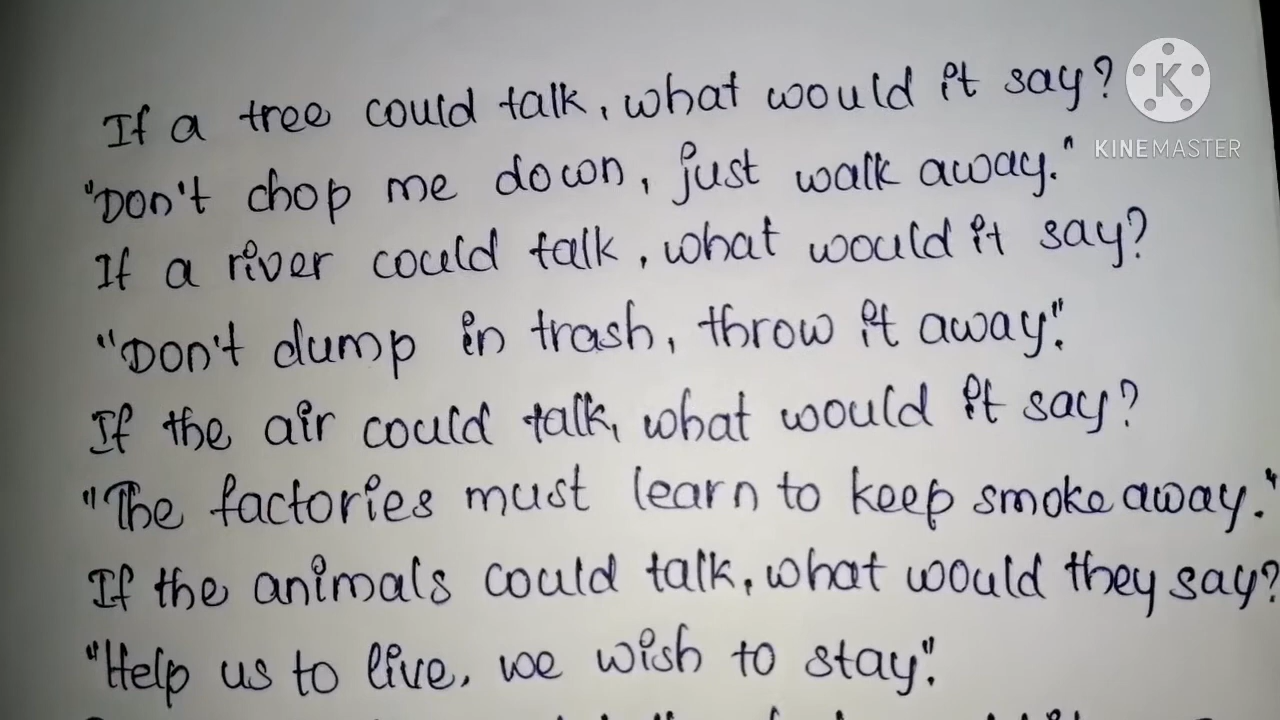 If a tree could talk, what would it say?
"Don't chop me down, just walk away."
If a river could talk, what would it say?
"Don't dump in trash, throw it away".
If the air could talk, what would it say?
"The factories must learn to keep smoke away."
If the animals could talk, what would they say?
"Help us to live, we wish to stay".
K
KINEMASTER